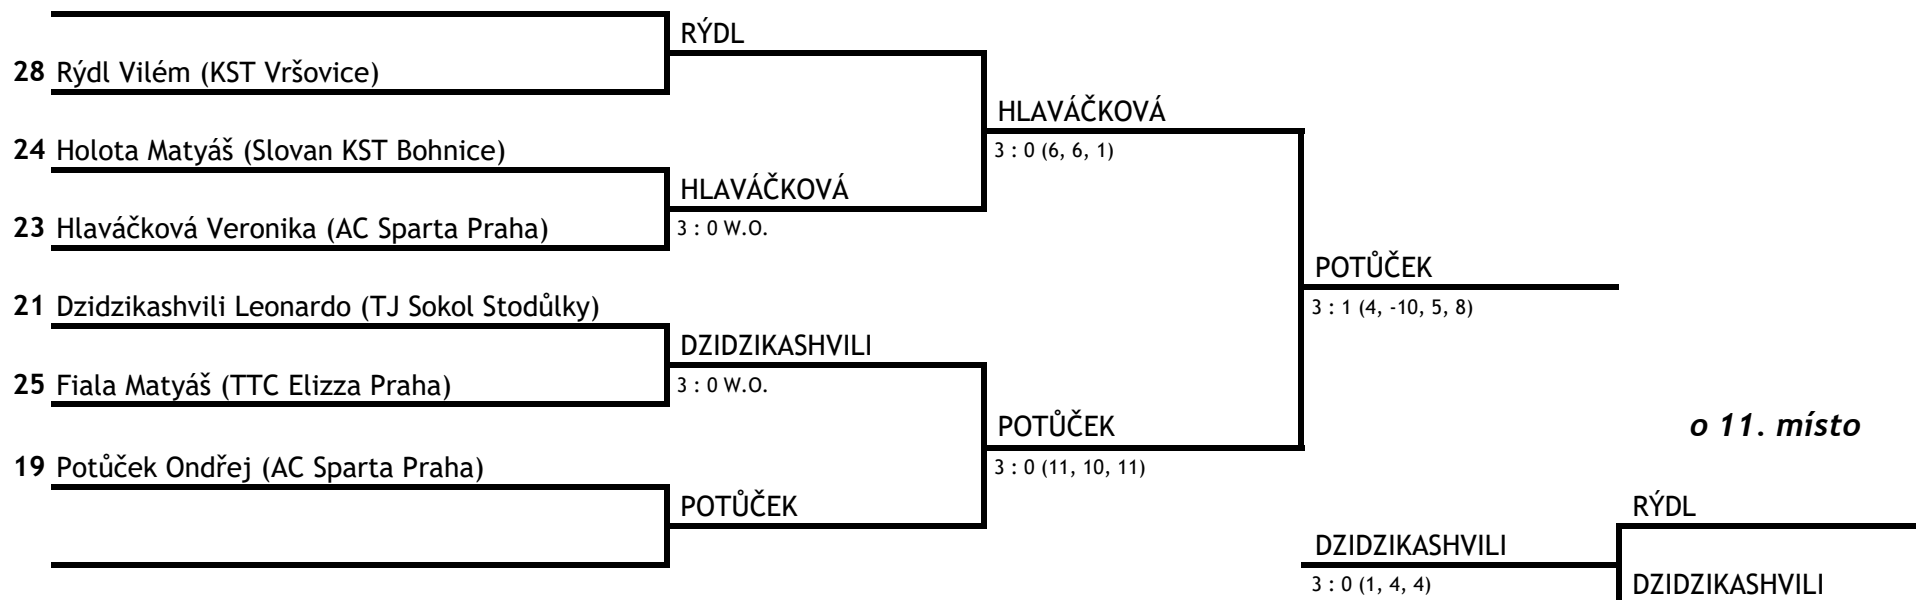 RÝDL
28 Rýdl Vilém (KST Vršovice)
HLAVÁČKOVÁ
24 Holota Matyáš (Slovan KST Bohnice)
3 : 0 (6, 6, 1)
HLAVÁČKOVÁ
23 Hlaváčková Veronika (AC Sparta Praha)
3 : 0 W.O.
POTŮČEK
21 Dzidzikashvili Leonardo (TJ Sokol Stodůlky)
3 : 1 (4, -10, 5, 8)
DZIDZIKASHVILI
25 Fiala Matyáš (TTC Elizza Praha)
3 : 0 W.O.
POTŮČEK
o 11. místo
19 Potůček Ondřej (AC Sparta Praha)
3 : 0 (11, 10, 11)
POTŮČEK
RÝDL
DZIDZIKASHVILI
3 : 0 (1, 4, 4)
DZIDZIKASHVILI